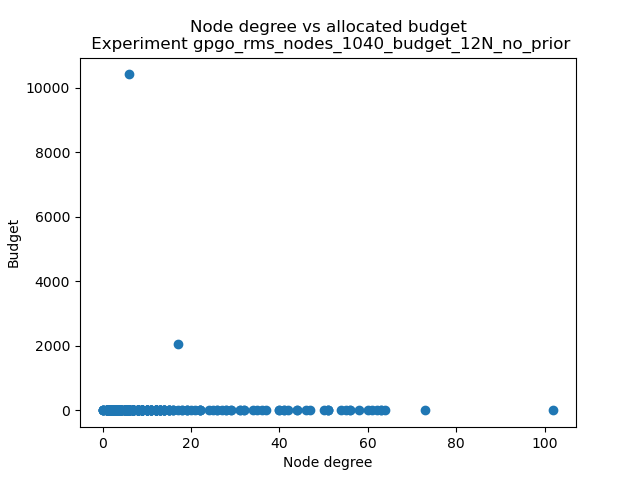 Node degree vs allocated budget
Experiment gpgo_rms_nodes_1040_budget_12N_no_prior
10000
8000
6000
4000
2000
0
Budget
0 20 40 60 80 100
Node degree